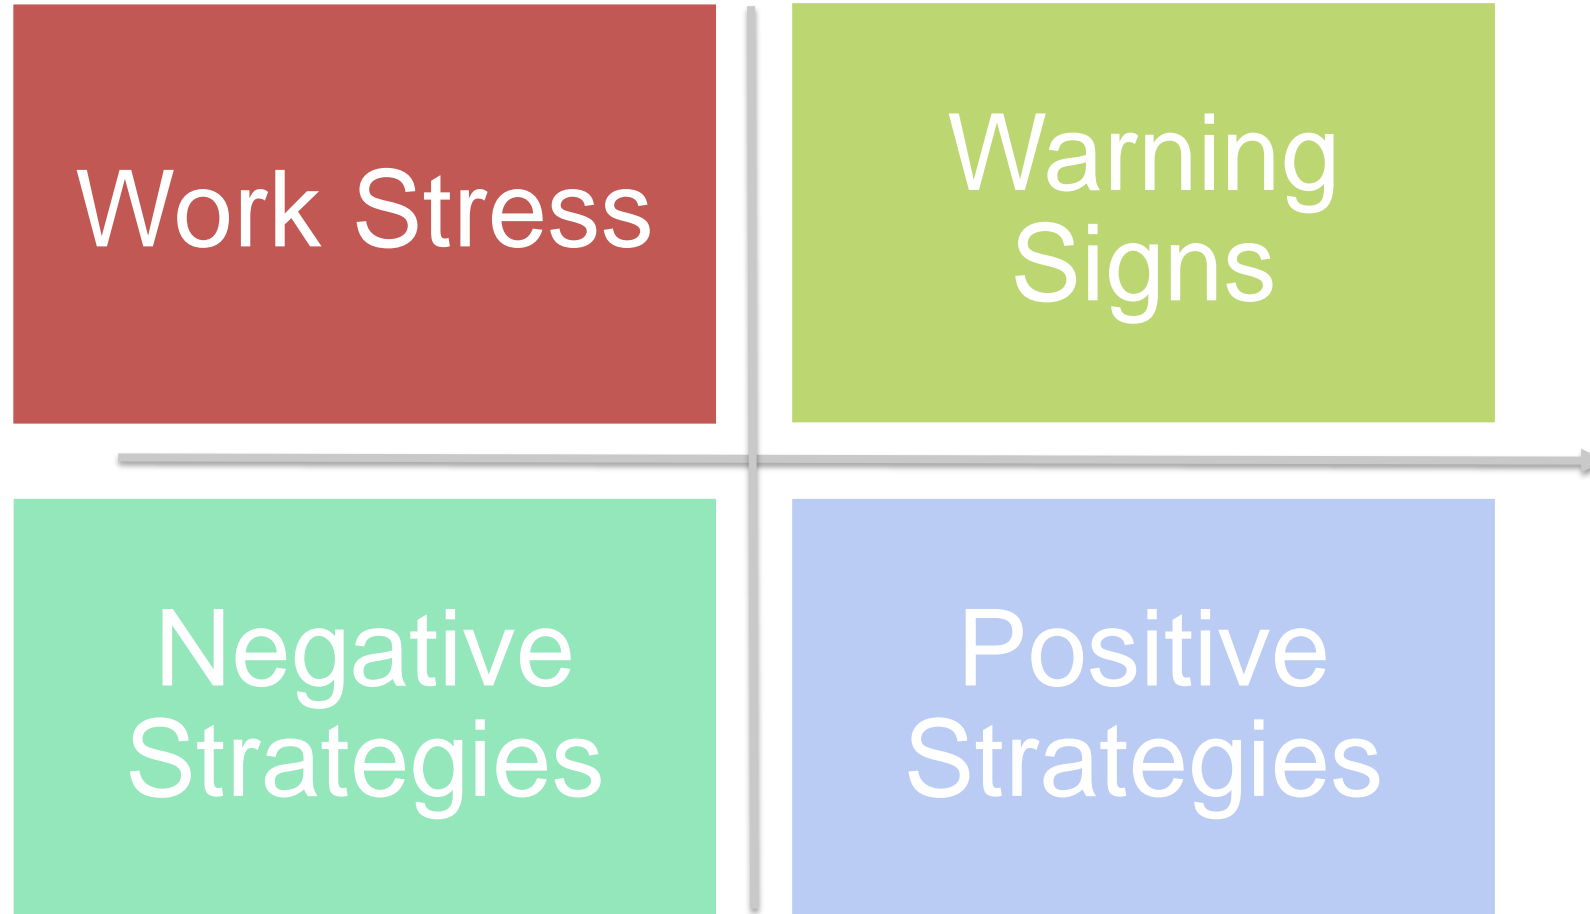 Work Stress
Warning
Signs
Negative
Strategies
Positive
Strategies